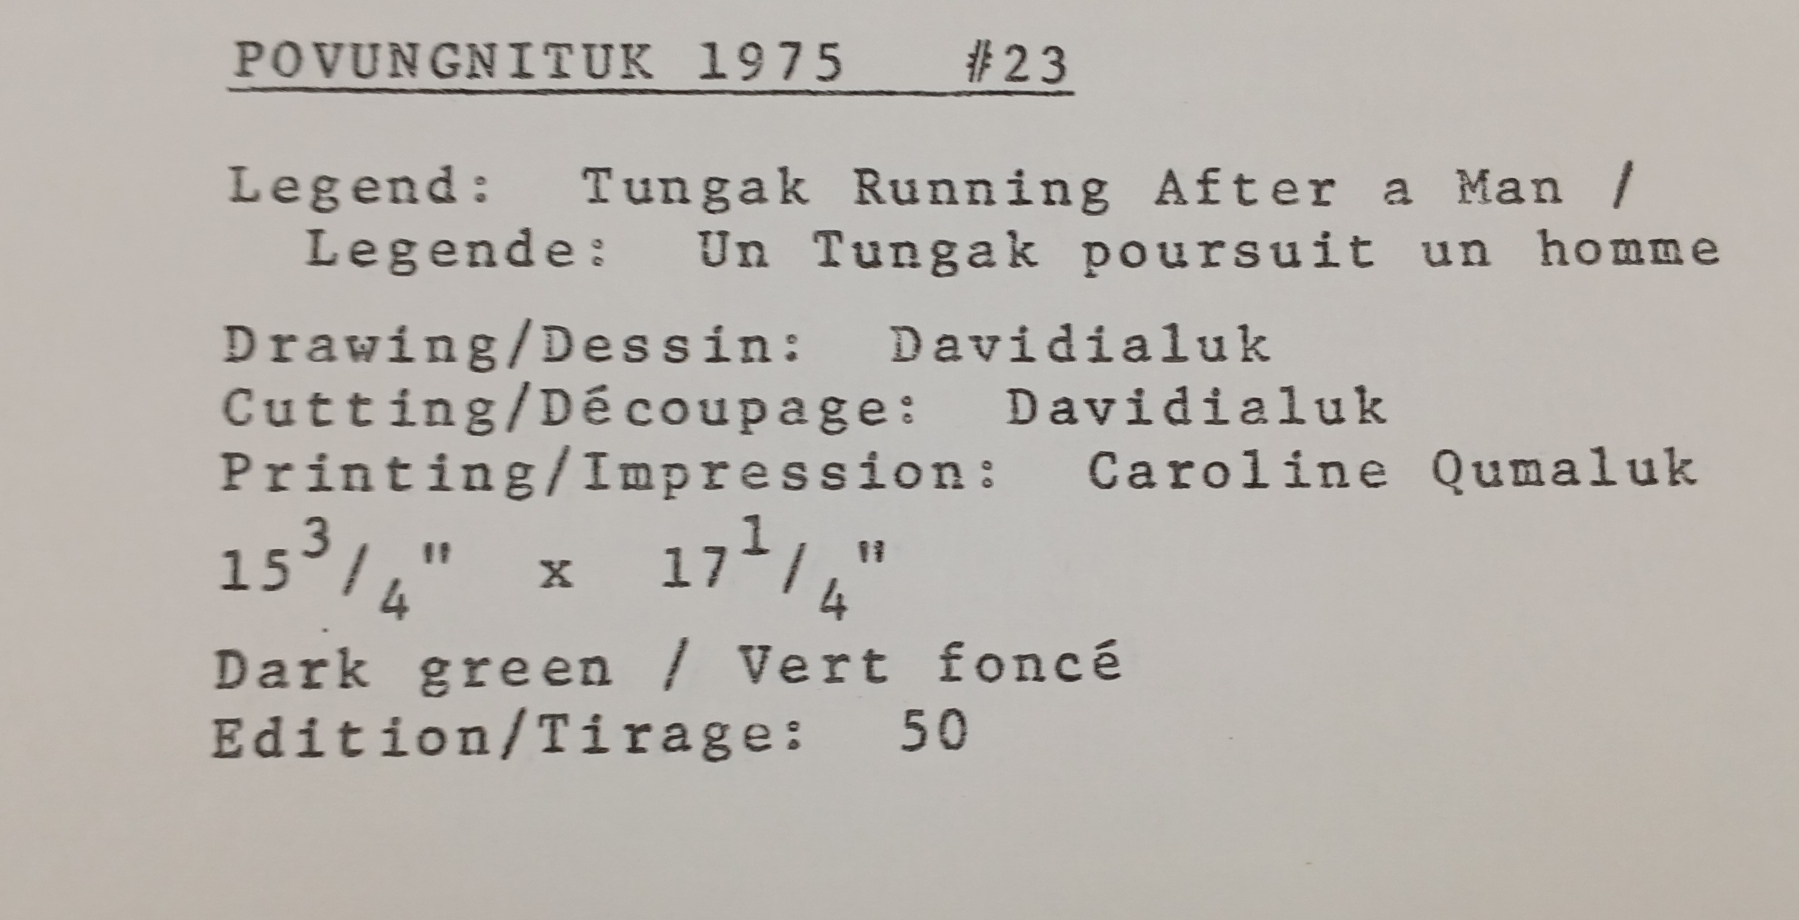 POVUNGNITUK 1975 #23
Legend: Tungak Running After a Man /
Legende: Un Tungak poursuit un homme
Drawing/Dessin: Davidialuk
Cutting/Découpage: Davidialuk
Printing/Impression: Caroline Qumaluk
15 3/4" x 17 1/4"
Dark green / Vert foncé
Edition/Tirage: 50